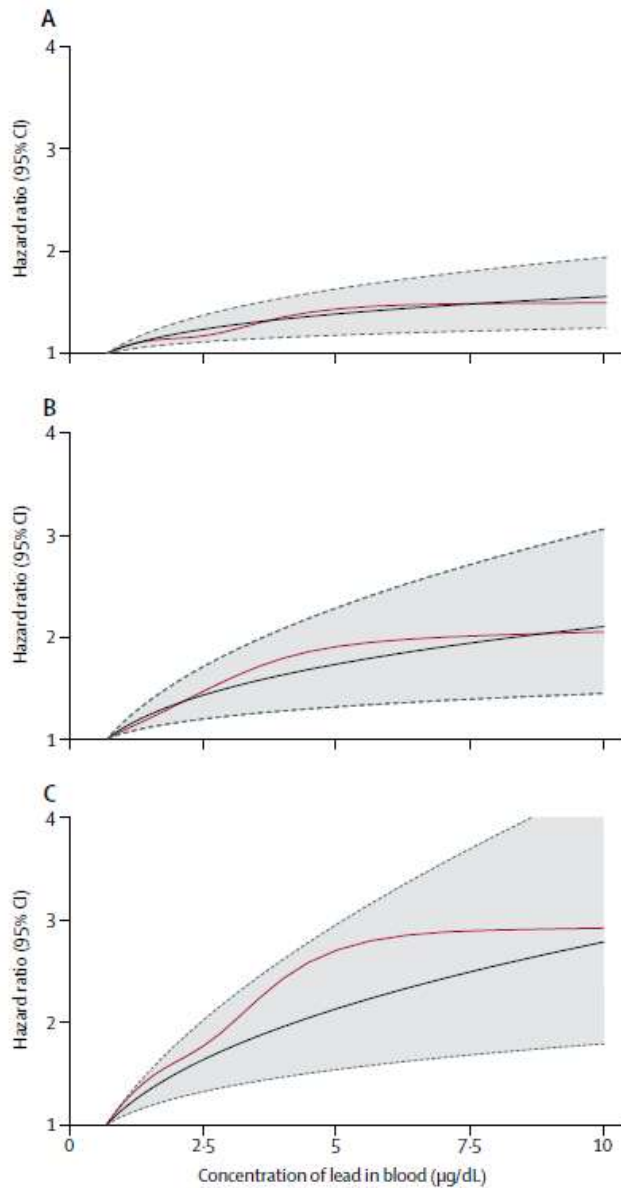 A
4
3
2
1
Hazard ratio (95% CI)
B
4
3
2
1
Hazard ratio (95% CI)
C
4
3
2
1
Hazard ratio (95% CI)
0
2·5
5
7·5
10
Concentration of lead in blood (µg/dL)